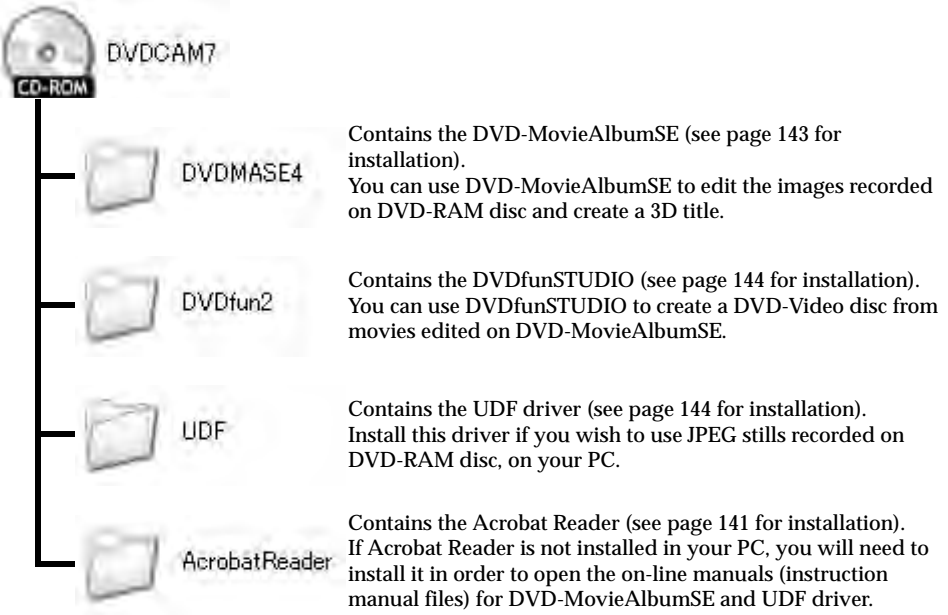 DVDCAM7
CD-ROM
DVDMASE4
Contains the DVD-MovieAlbumSE (see page 143 for
installation).
You can use DVD-MovieAlbumSE to edit the images recorded
on DVD-RAM disc and create a 3D title.
DVDfun2
Contains the DVDfunSTUDIO (see page 144 for installation).
You can use DVDfunSTUDIO to create a DVD-Video disc from
movies edited on DVD-MovieAlbumSE.
UDF
Contains the UDF driver (see page 144 for installation).
Install this driver if you wish to use JPEG stills recorded on
DVD-RAM disc, on your PC.
AcrobatReader
Contains the Acrobat Reader (see page 141 for installation).
If Acrobat Reader is not installed in your PC, you will need to
install it in order to open the on-line manuals (instruction
manual files) for DVD-MovieAlbumSE and UDF driver.